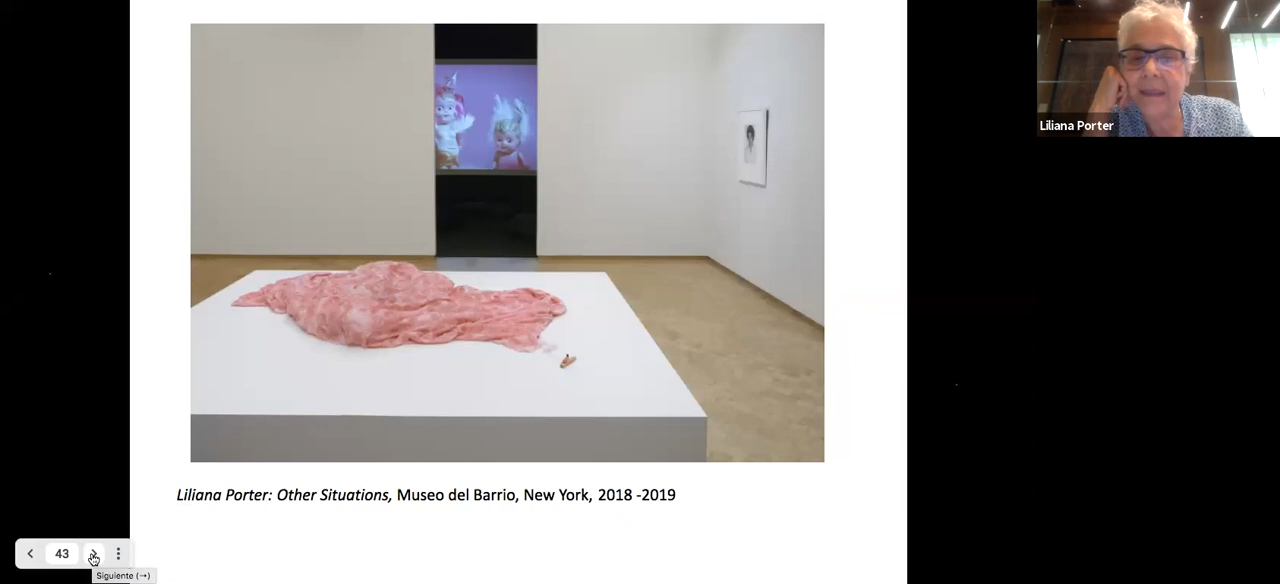 Liliana Porter
Liliana Porter: Other Situations, Museo del Barrio, New York, 2018 -2019
43
Siguiente (→)